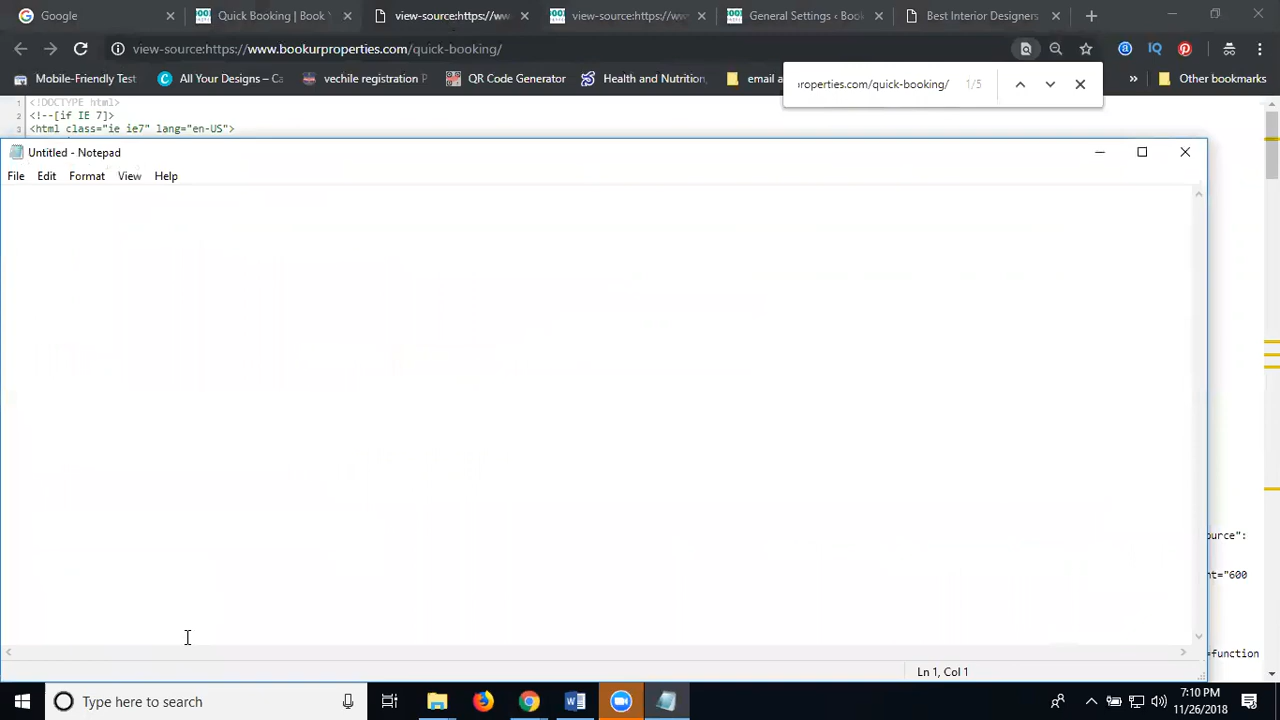 Google
Quick Booking | Book Y
view-source:https://ww
view-source:https://ww
General Settings ‹ Book
Best Interior Designers
view-source:https://www.bookurproperties.com/quick-booking/
Mobile-Friendly Test
All Your Designs – Ca
vechile registration P
QR Code Generator
Health and Nutrition,
email a
Other bookmarks
properties.com/quick-booking/ 1/5
1 <!DOCTYPE html>
2 <!--[if IE 7]>
3 <html class="ie ie7" lang="en-US">
Untitled - Notepad
File Edit Format View Help
ource":
nt="600
=function
Ln 1, Col 1
Type here to search
7:10 PM
11/26/2018